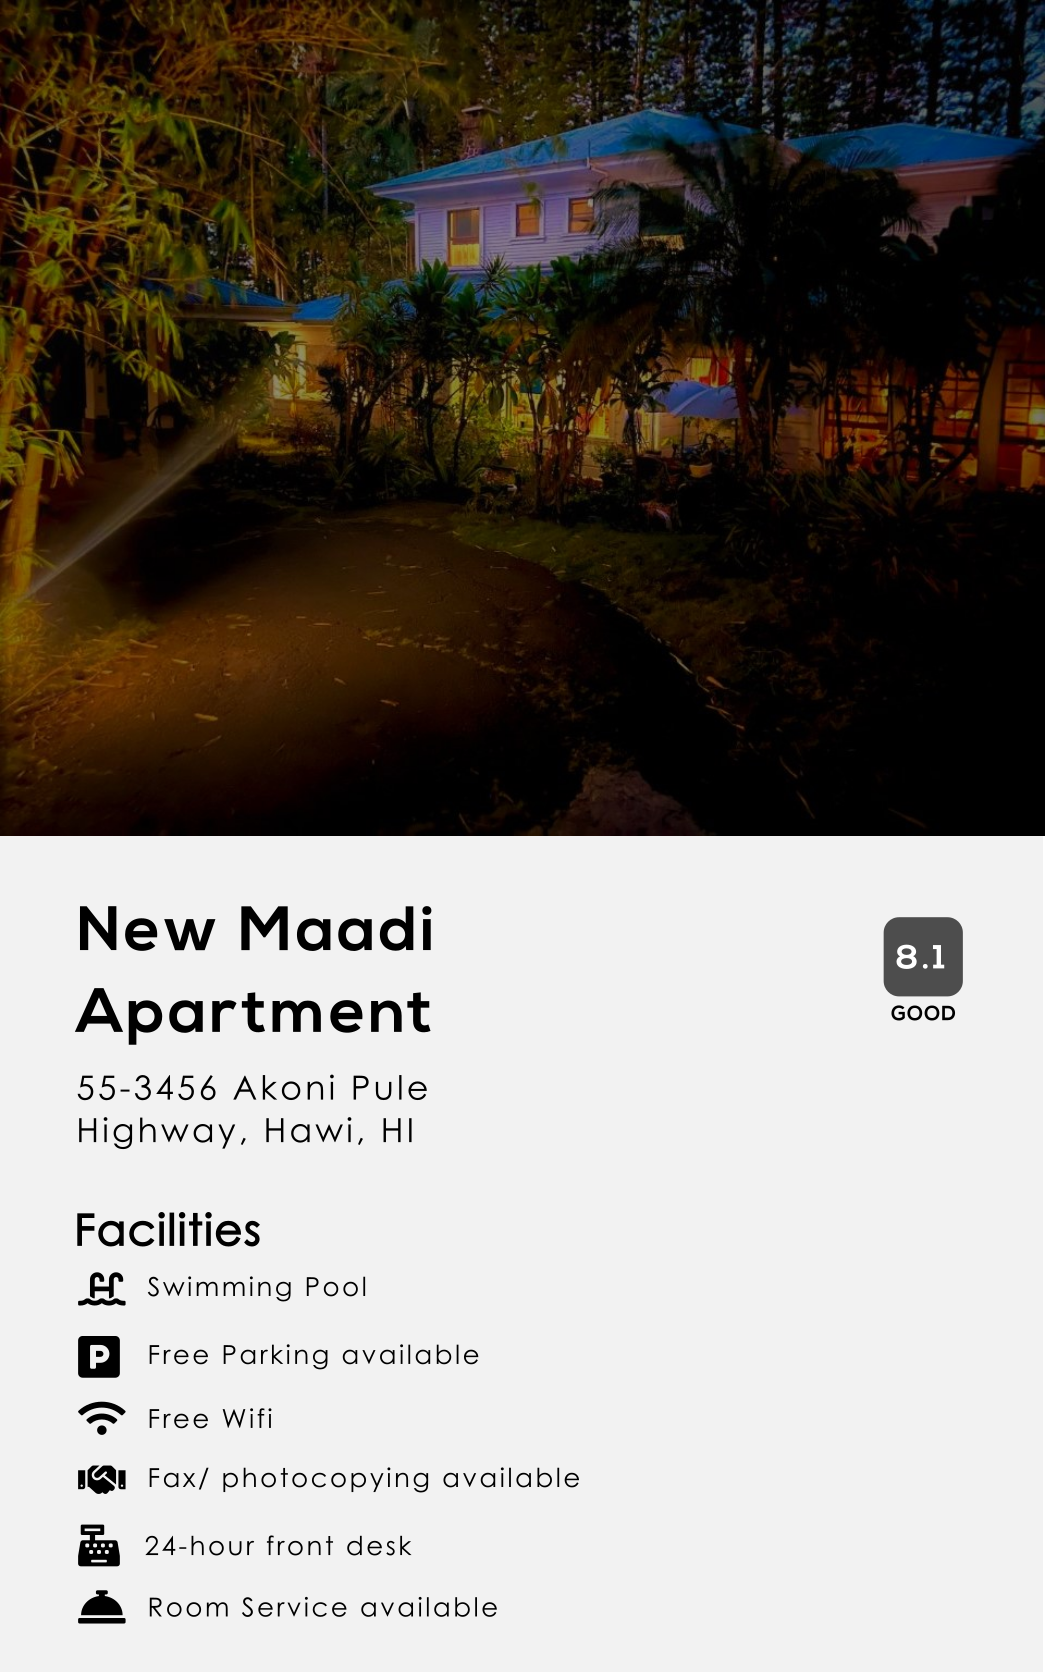 New Maadi
Apartment
8.1
GOOD
55-3456 Akoni Pule
Highway, Hawi, HI
Facilities
Swimming Pool
P Free Parking available
Free Wifi
Fax/ photocopying available
24-hour front desk
Room Service available